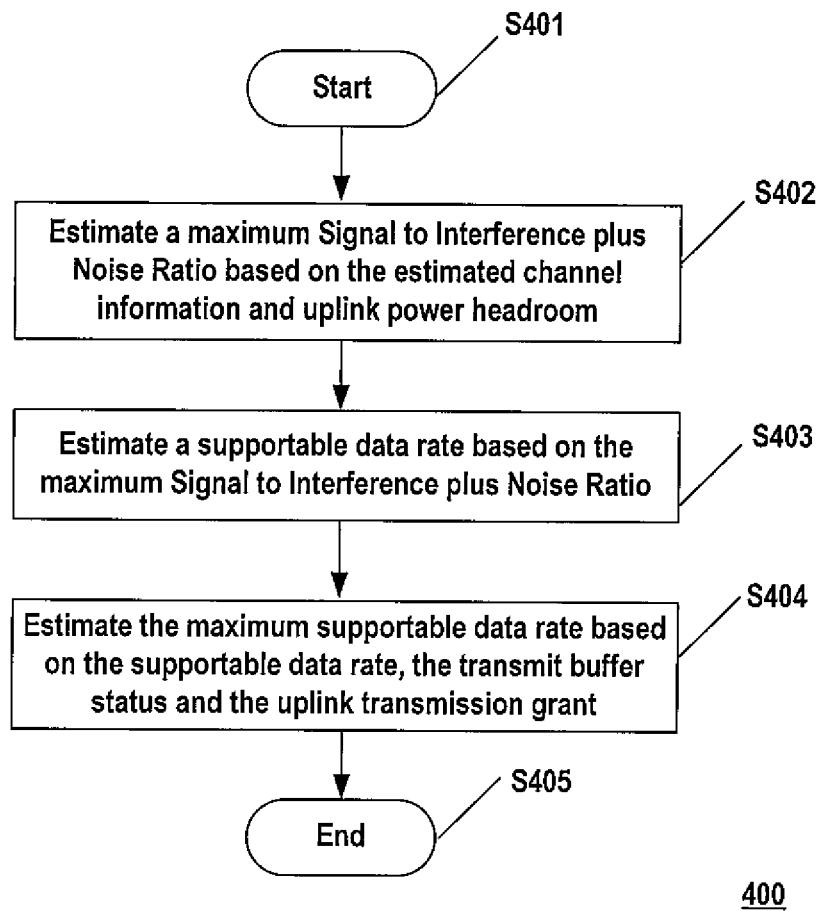 S401
Start
S402
Estimate a maximum Signal to Interference plus
Noise Ratio based on the estimated channel
information and uplink power headroom
S403
Estimate a supportable data rate based on the
maximum Signal to Interference plus Noise Ratio
S404
Estimate the maximum supportable data rate based
on the supportable data rate, the transmit buffer
status and the uplink transmission grant
S405
End
400